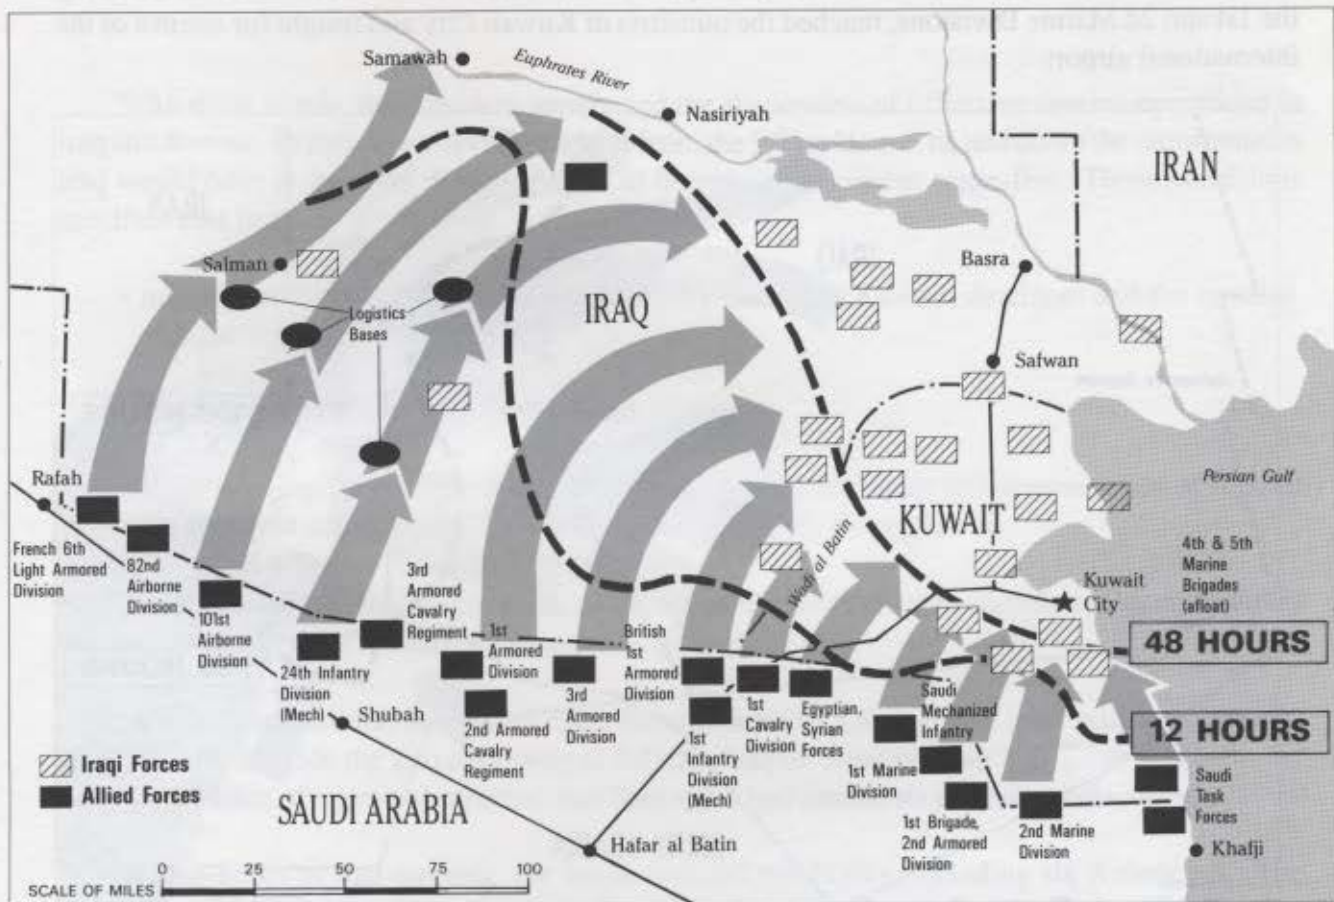 the 1st and 2d Marine Divisions, reached the outskirts of Kuwait City and fought for control of the
international airport.
Samawah
Euphrates River
Nasiriyah
IRAN
Salman
Basra
IRAQ
Logistics
Bases
Safwan
Rafah
Persian Gulf
KUWAIT
Wadi al Batin
French 6th
Light Armored
Division
82nd
Airborne
Division
101st
Airborne
Division
24th Infantry
Division
(Mech)
3rd
Armored
Cavalry
Regiment
1st
Armored
Division
2nd Armored
Cavalry
Regiment
3rd
Armored
Division
British
1st
Armored
Division
1st
Infantry
Division
(Mech)
1st
Cavalry
Division
Egyptian,
Syrian
Forces
Saudi
Mechanized
Infantry
1st Marine
Division
1st Brigade,
2nd Armored
Division
2nd Marine
Division
Saudi
Task
Forces
4th & 5th
Marine
Brigades
(afloat)
Kuwait
City
48 HOURS
12 HOURS
Shubah
Iraqi Forces
Allied Forces
SAUDI ARABIA
Hafar al Batin
Khafji
0 50 75 100
SCALE OF MILES